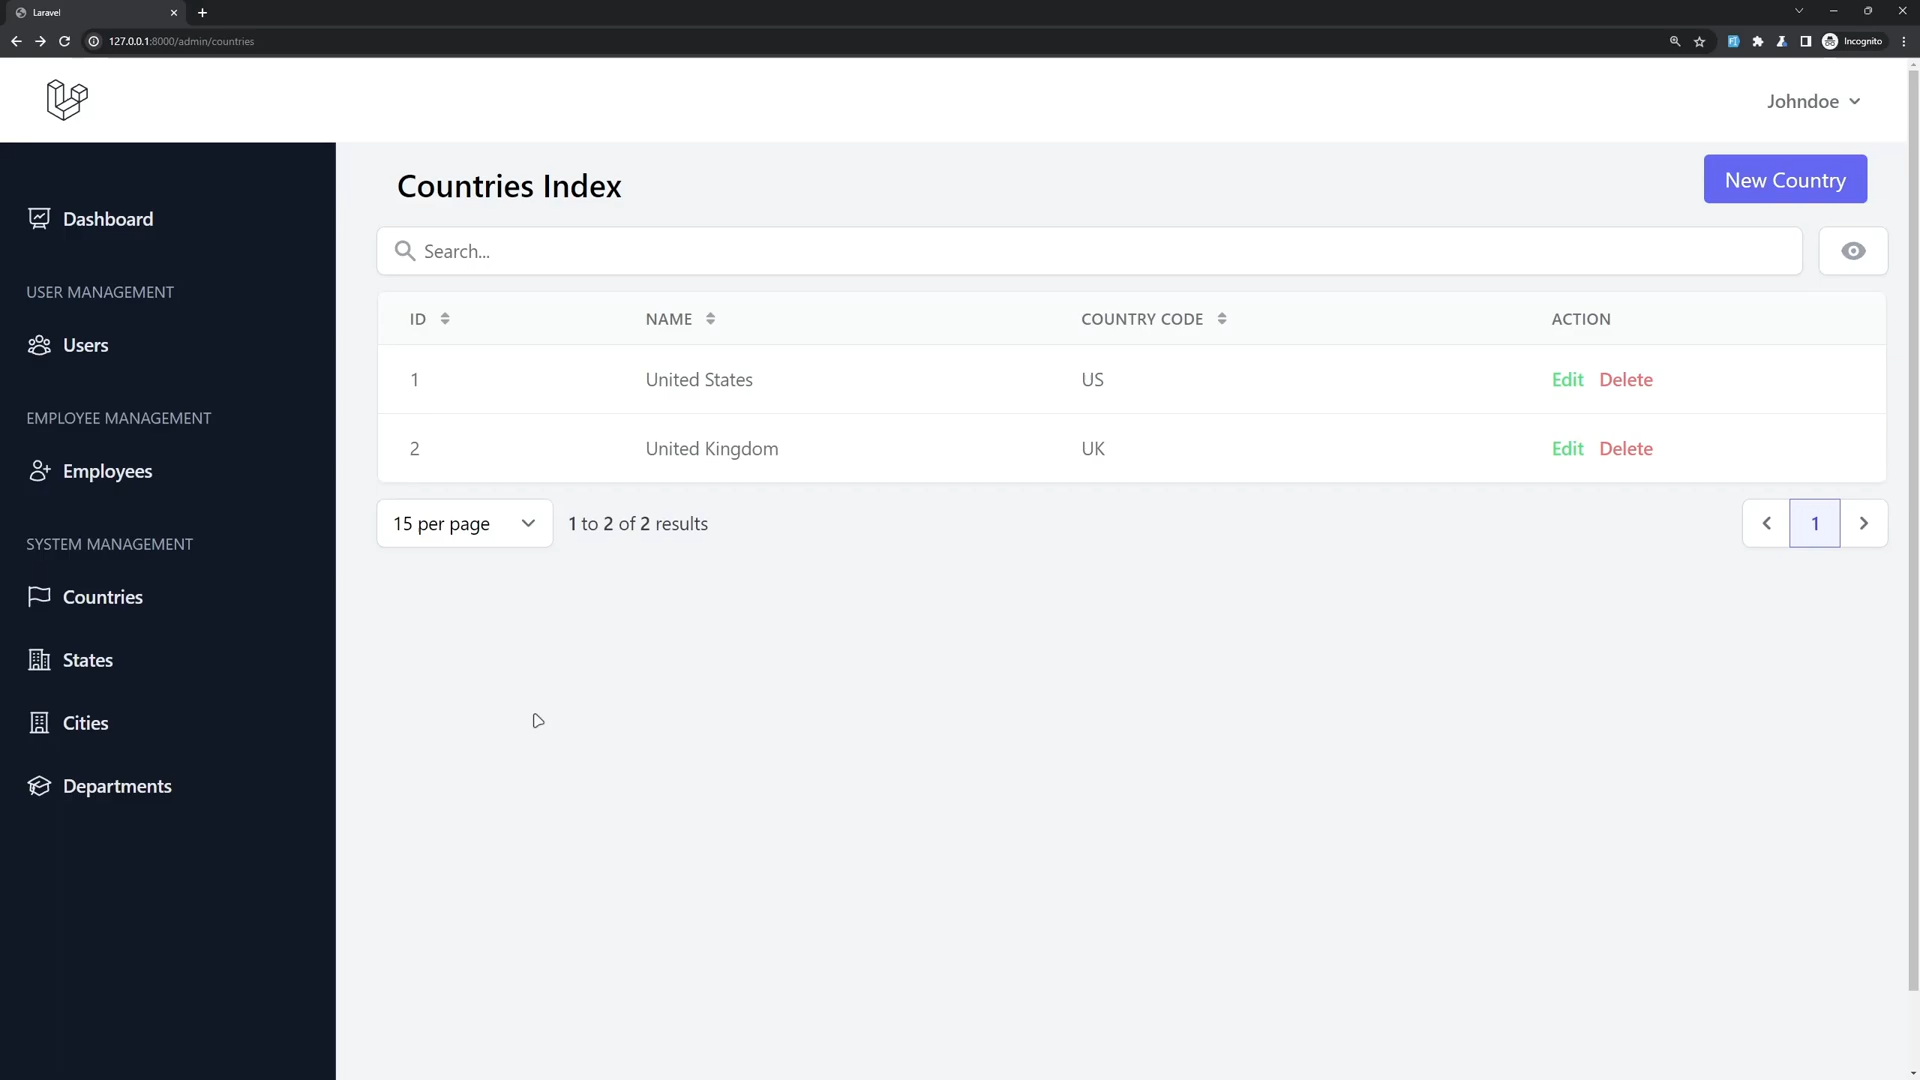 Laravel
127.0.0.1:8000/admin/countries
Incognito
Johndoe
Countries Index
New Country
Dashboard
Search...
USER MANAGEMENT
ID NAME COUNTRY CODE ACTION
Users
1 United States US Edit Delete
EMPLOYEE MANAGEMENT
2 United Kingdom UK Edit Delete
Employees
15 per page 1 to 2 of 2 results 1
SYSTEM MANAGEMENT
Countries
States
Cities
Departments